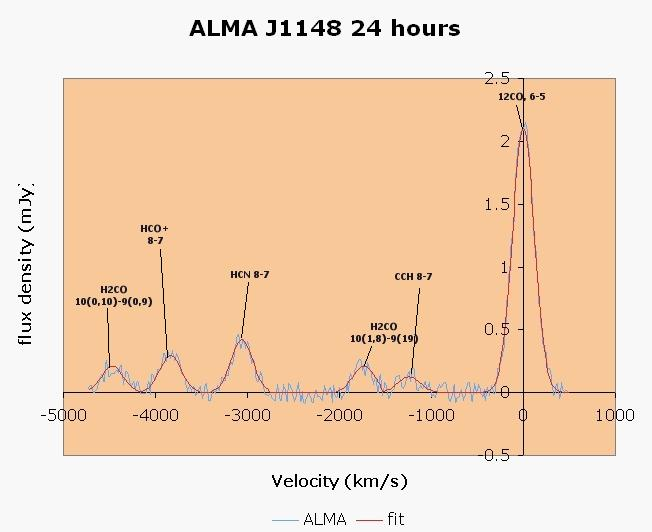 ALMA J1148 24 hours
2.5
12CO, 6-5
2
HCO+
8-7
1.5
HCN 8-7
CCH 8-7
1
H2CO
10(0,10)-9(0,9)
H2CO
10(1,8)-9(19)
0.5
0.0
-5000 -4000 -3000 -2000 -1000 0 1000
-0.5
flux density (mJy)
Velocity (km/s)
ALMA fit